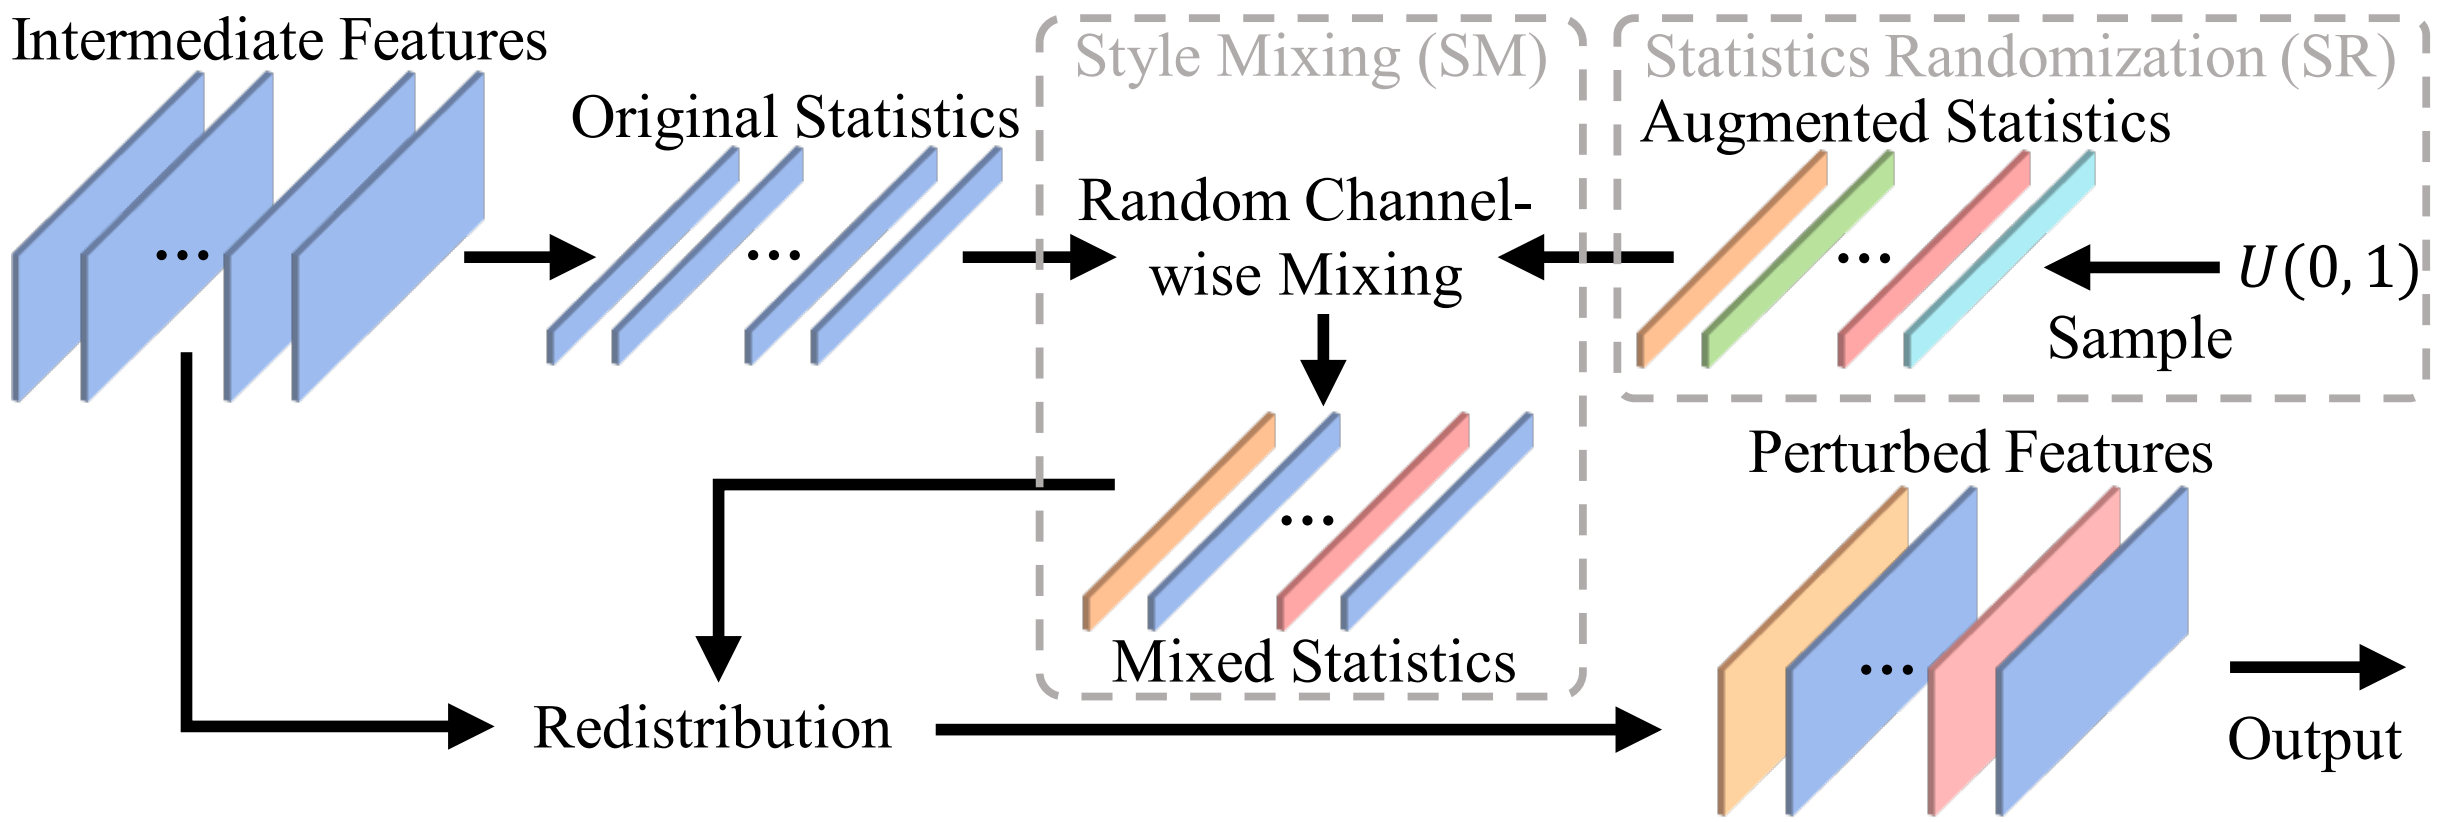 Intermediate Features
Original Statistics
Style Mixing (SM)
Random Channel-
wise Mixing
Mixed Statistics
Statistics Randomization (SR)
Augmented Statistics
U(0, 1)
Sample
Redistribution
Perturbed Features
Output